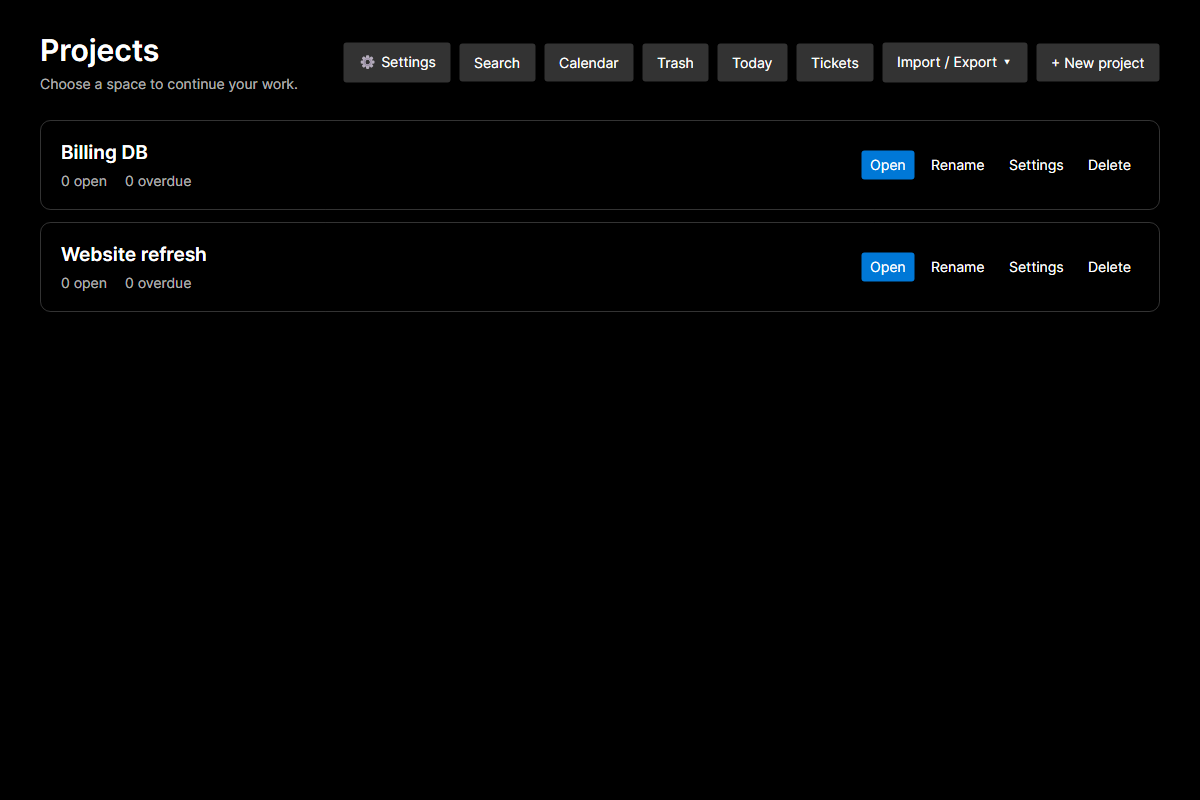 Projects
Choose a space to continue your work.
Settings Search Calendar Trash Today Tickets Import / Export ▼ + New project
Billing DB
0 open 0 overdue
Open Rename Settings Delete
Website refresh
0 open 0 overdue
Open Rename Settings Delete